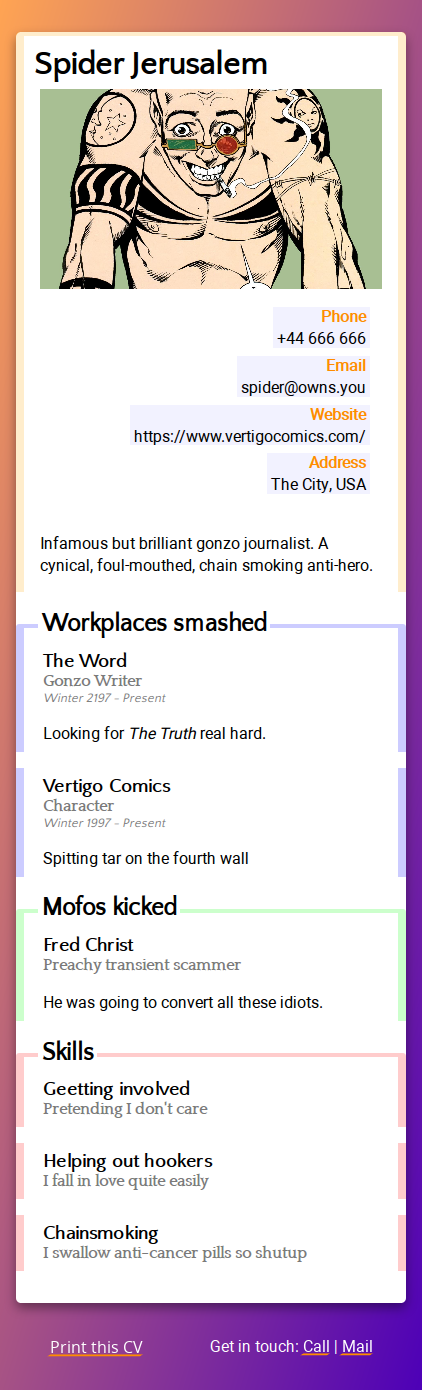 Spider Jerusalem
Phone
+44 666 666
Email
spider@owns.you
Website
https://www.vertigocomics.com/
Address
The City, USA
Infamous but brilliant gonzo journalist. A
cynical, foul-mouthed, chain smoking anti-hero.
Workplaces smashed
The Word
Gonzo Writer
Winter 2197 - Present
Looking for The Truth real hard.
Vertigo Comics
Character
Winter 1997 - Present
Spitting tar on the fourth wall
Mofos kicked
Fred Christ
Preachy transient scammer
He was going to convert all these idiots.
Skills
Geetting involved
Pretending I don't care
Helping out hookers
I fall in love quite easily
Chainsmoking
I swallow anti-cancer pills so shutup
Print this CV
Get in touch: Call | Mail